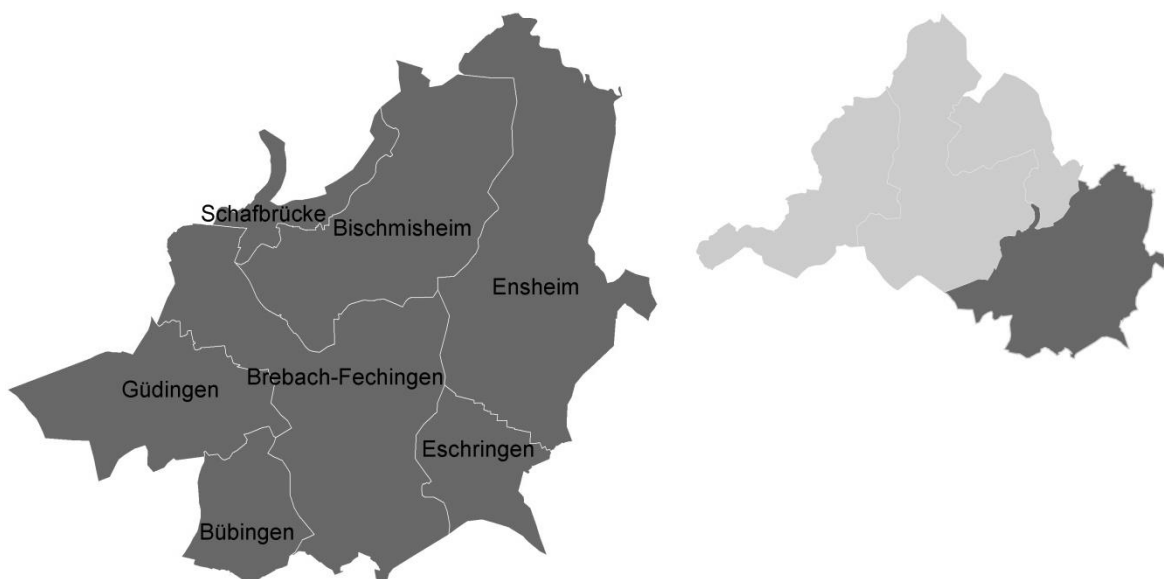 Schafbrücke
Bischmisheim
Ensheim
Brebach-Fechingen
Güdingen
Eschringen
Bübingen